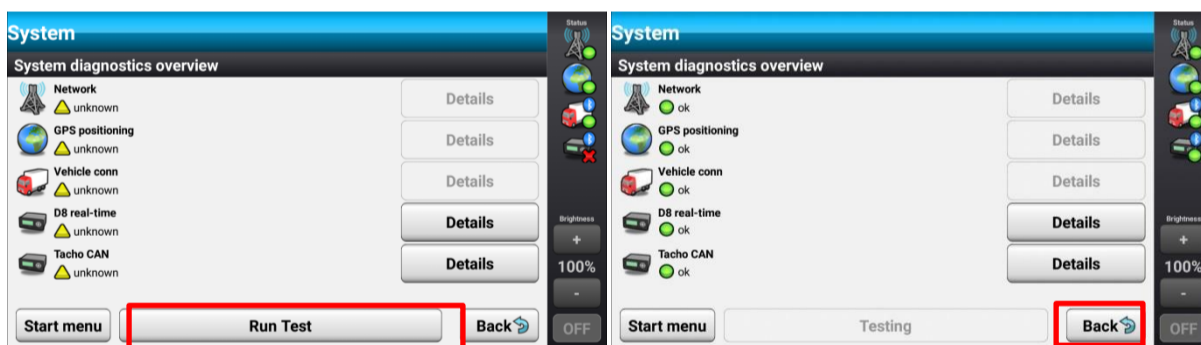 System
Status
System diagnostics overview
Network
unknown
Details
GPS positioning
unknown
Details
Vehicle conn
unknown
Details
D8 real-time
unknown
Details
Brightness
+
Tacho CAN
unknown
Details
100%
-
Start menu
Run Test
Back
OFF
System
Status
System diagnostics overview
Network
ok
Details
GPS positioning
ok
Details
Vehicle conn
ok
Details
D8 real-time
ok
Details
Brightness
+
Tacho CAN
ok
Details
100%
-
Start menu
Testing
Back
OFF